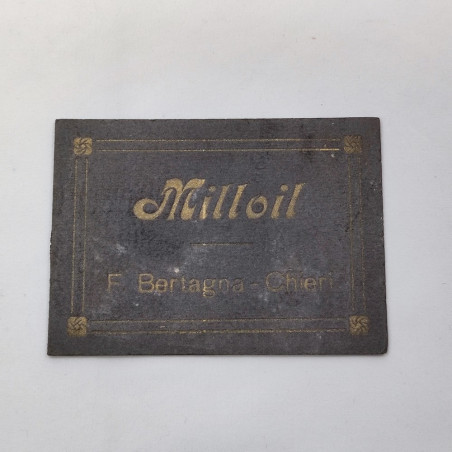 Milloil
F. Bertagna - Chieri